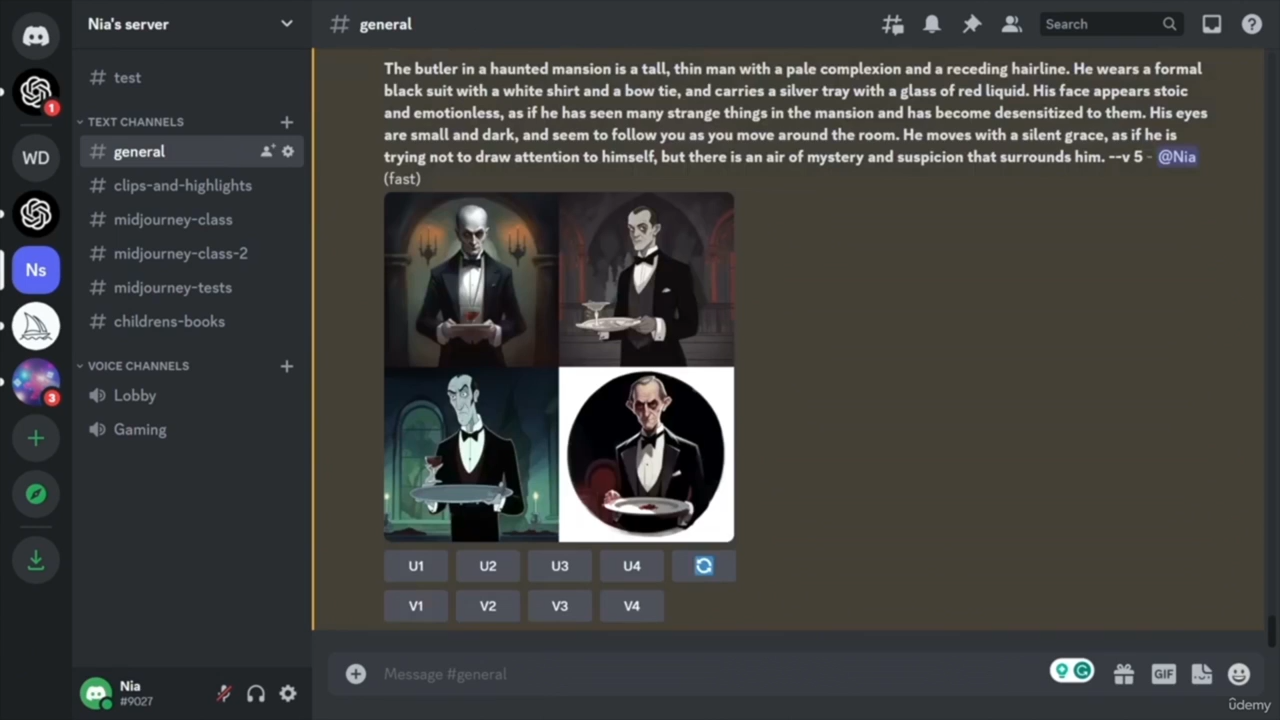 Nia's server
general
Search
test
TEXT CHANNELS
general
clips-and-highlights
midjourney-class
midjourney-class-2
midjourney-tests
childrens-books
VOICE CHANNELS
Lobby
Gaming
1
WD
Ns
3
Nia
#9027
The butler in a haunted mansion is a tall, thin man with a pale complexion and a receding hairline. He wears a formal
black suit with a white shirt and a bow tie, and carries a silver tray with a glass of red liquid. His face appears stoic
and emotionless, as if he has seen many strange things in the mansion and has become desensitized to them. His eyes
are small and dark, and seem to follow you as you move around the room. He moves with a silent grace, as if he is
trying not to draw attention to himself, but there is an air of mystery and suspicion that surrounds him. --v 5 - @Nia
(fast)
U1 U2 U3 U4
V1 V2 V3 V4
Message #general
GIF
ûdemy